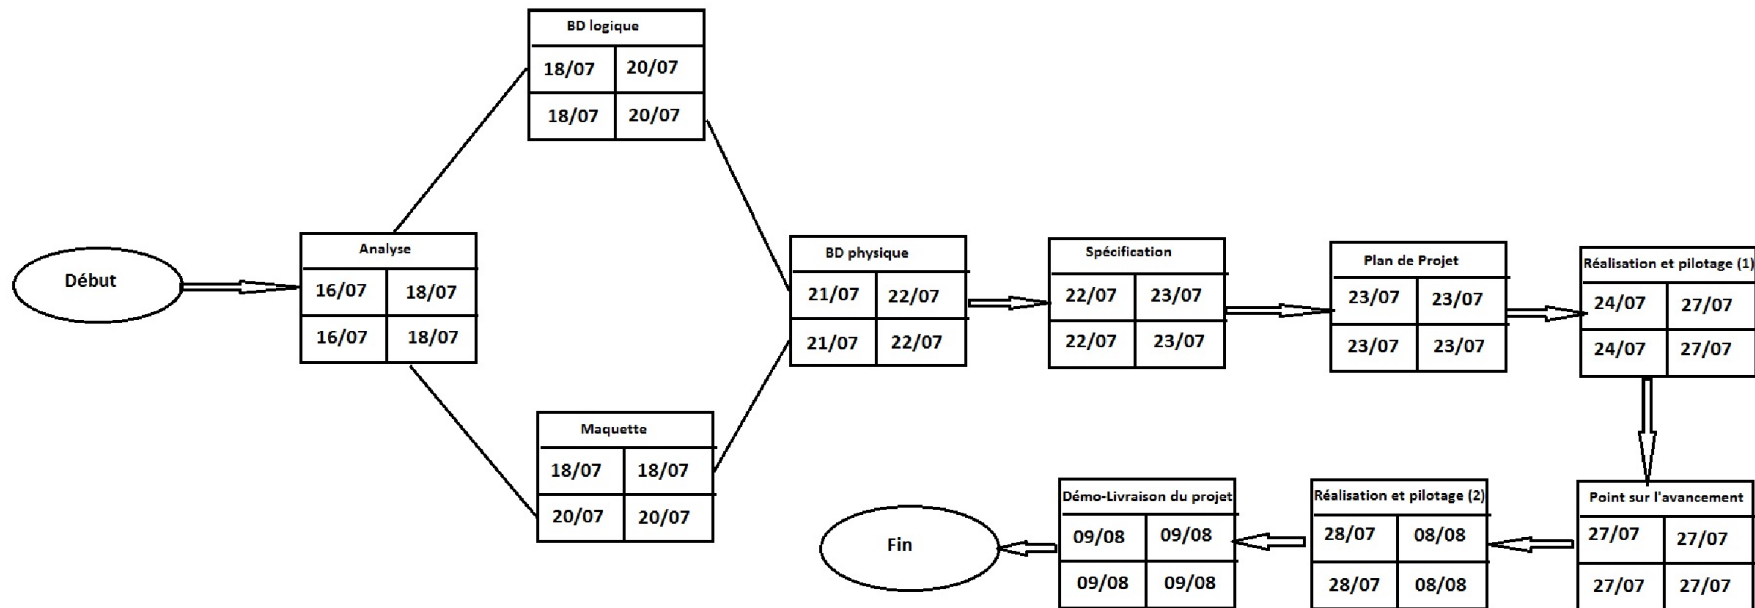 BD logique
18/07 20/07
18/07 20/07
Début
Analyse
16/07 18/07
16/07 18/07
Maquette
18/07 18/07
20/07 20/07
BD physique
21/07 22/07
21/07 22/07
Spécification
22/07 23/07
22/07 23/07
Plan de Projet
23/07 23/07
23/07 23/07
Réalisation et pilotage (1)
24/07 27/07
24/07 27/07
Point sur l'avancement
27/07 27/07
27/07 27/07
Réalisation et pilotage (2)
28/07 08/08
28/07 08/08
Démo-Livraison du projet
09/08 09/08
09/08 09/08
Fin